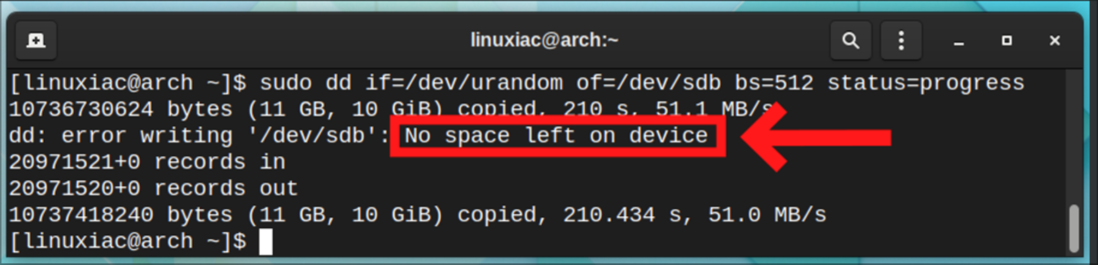 linuxiac@arch:~
[linuxiac@arch ~]$ sudo dd if=/dev/urandom of=/dev/sdb bs=512 status=progress
10736730624 bytes (11 GB, 10 GiB) copied, 210 s, 51.1 MB/s
dd: error writing '/dev/sdb': No space left on device
20971521+0 records in
20971520+0 records out
10737418240 bytes (11 GB, 10 GiB) copied, 210.434 s, 51.0 MB/s
[linuxiac@arch ~]$